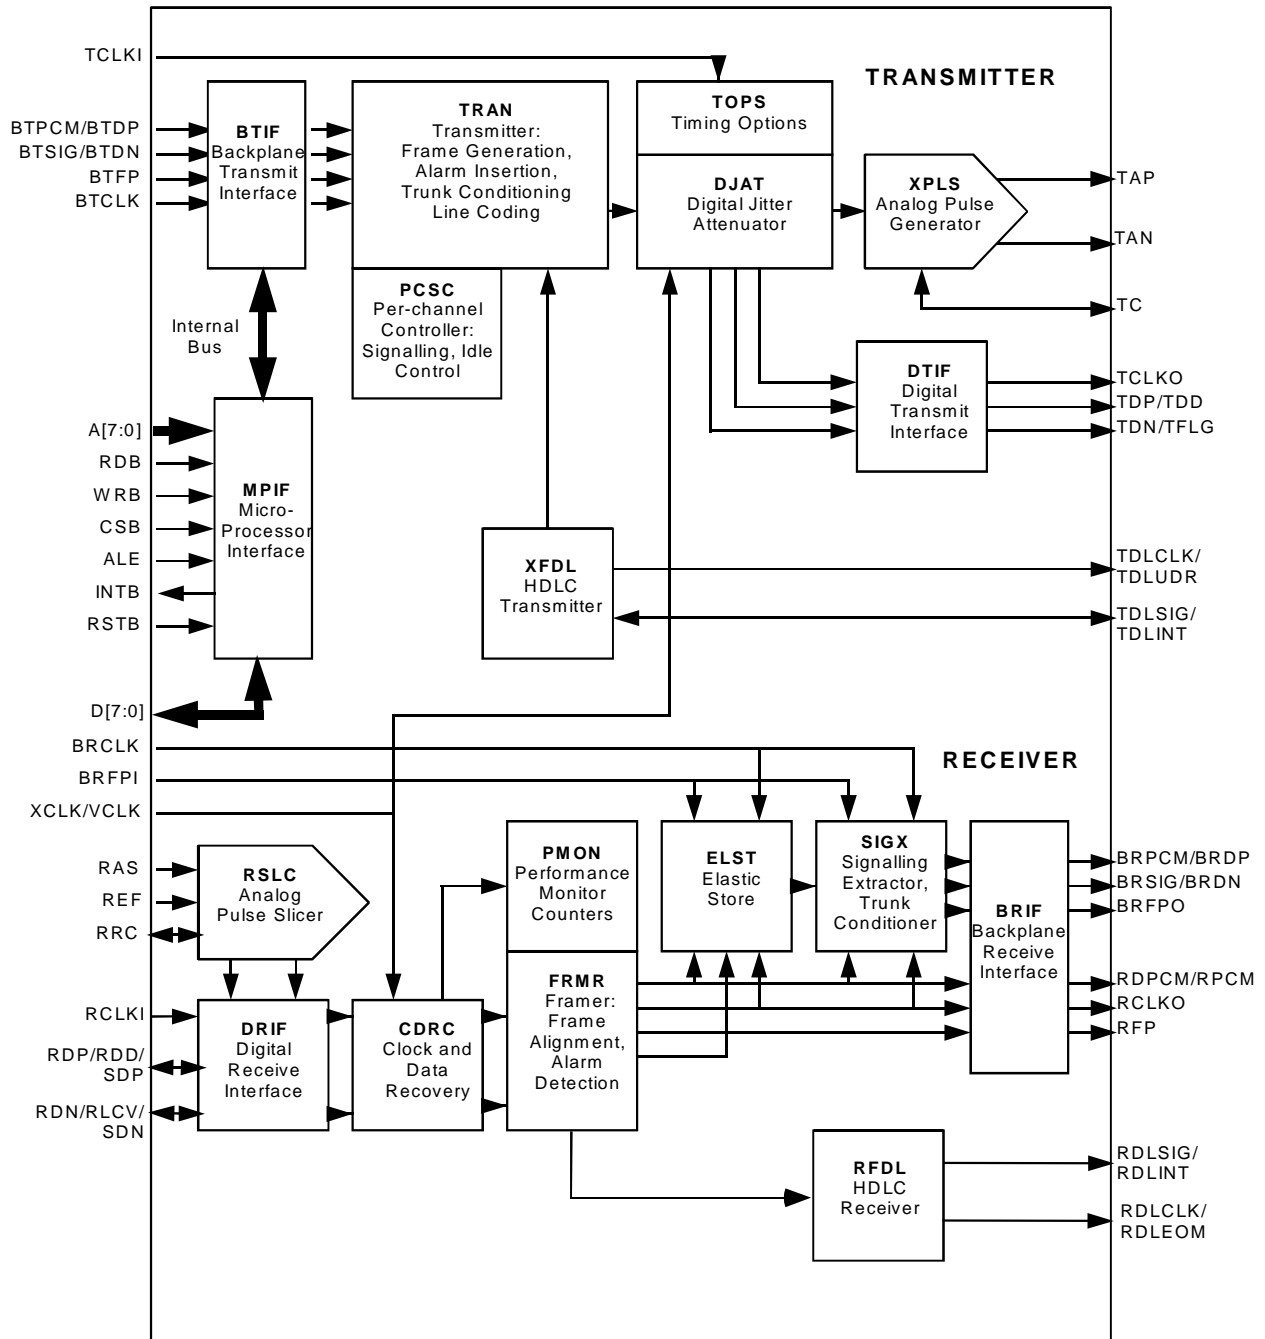 TCLKI
TRANSMITTER
BTPCM/BTDP
BTSIG/BTDN
BTFP
BTCLK
BTIF
Backplane
Transmit
Interface
TRAN
Transmitter:
Frame Generation,
Alarm Insertion,
Trunk Conditioning
Line Coding
TOPS
Timing Options
DJAT
Digital Jitter
Attenuator
XPLS
Analog Pulse
Generator
TAP
TAN
TC
PCSC
Per-channel
Controller:
Signalling, Idle
Control
Internal
Bus
DTIF
Digital
Transmit
Interface
TCLKO
TDP/TDD
TDN/TFLG
A[7:0]
RDB
WRB
CSB
ALE
INTB
RSTB
MPIF
Micro-
Processor
Interface
XFDL
HDLC
Transmitter
TDLCLK/
TDLUDR
TDLSIG/
TDLINT
D[7:0]
BRCLK
BRFPI
XCLK/VCLK
RECEIVER
RAS
REF
RRC
RSLC
Analog
Pulse Slicer
PMON
Performance
Monitor
Counters
ELST
Elastic
Store
SIGX
Signalling
Extractor,
Trunk
Conditioner
BRIF
Backplane
Receive
Interface
BRPCM/BRDP
BRSIG/BRDN
BRFPO
RDPCM/RPCM
RCLKO
RFP
RCLKI
RDP/RDD/
SDP
RDN/RLCV/
SDN
DRIF
Digital
Receive
Interface
CDRC
Clock and
Data
Recovery
FRMR
Framer:
Frame
Alignment,
Alarm
Detection
RFDL
HDLC
Receiver
RDLSIG/
RDLINT
RDLCLK/
RDLEOM